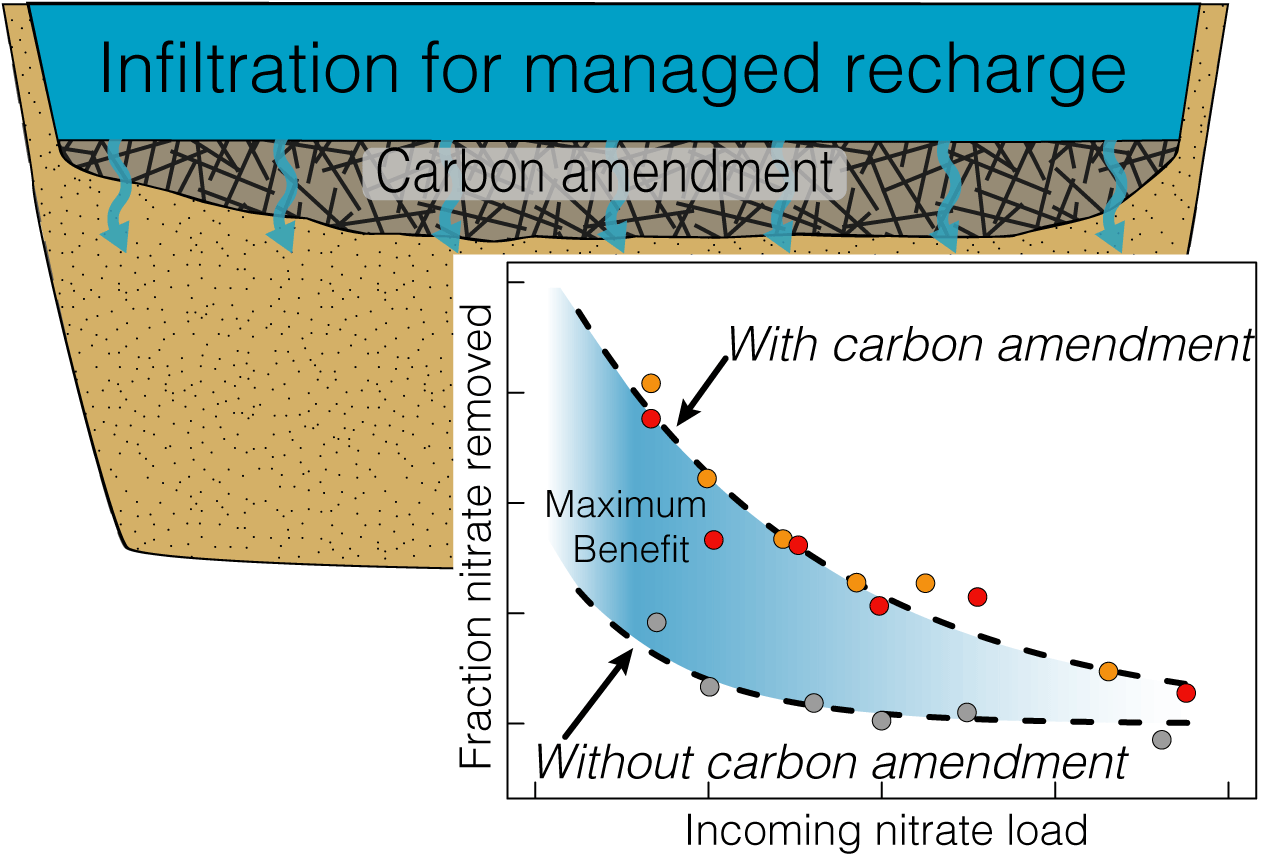 Infiltration for managed recharge
Carbon amendment
Fraction nitrate removed
With carbon amendment
Maximum
Benefit
Without carbon amendment
Incoming nitrate load